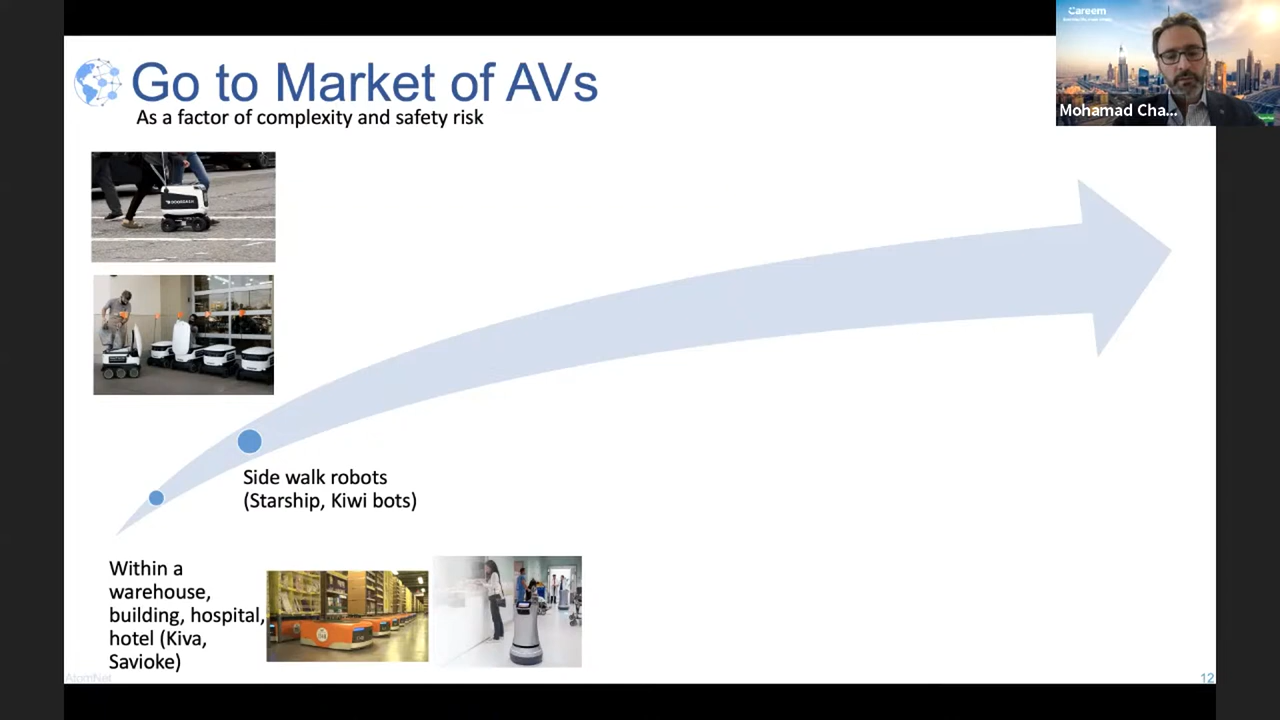 Careem
Go to Market of AVs
As a factor of complexity and safety risk
Mohamad Cha...
Side walk robots
(Starship, Kiwi bots)
Within a
warehouse,
building, hospital,
hotel (Kiva,
Savioke)
AtomNet
12